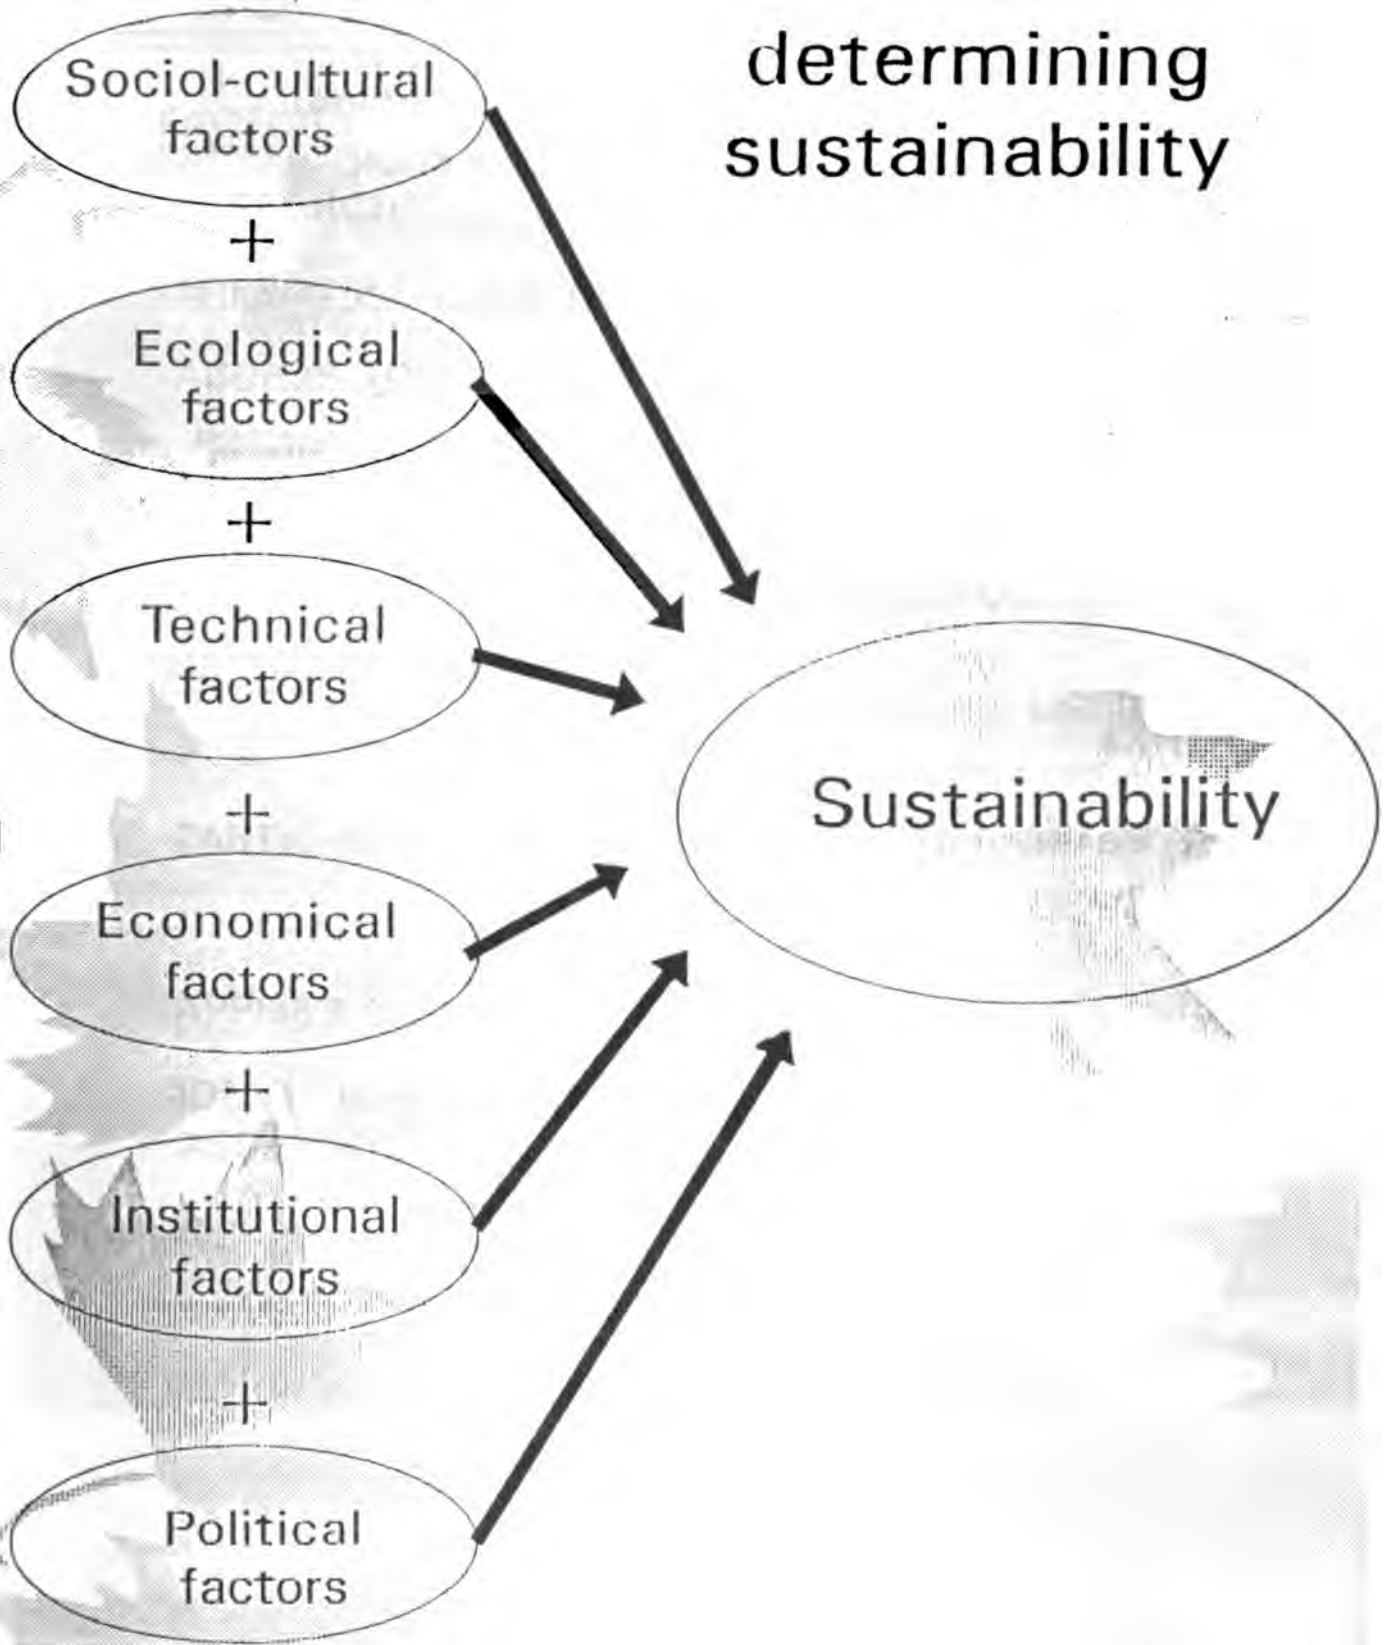 determining
sustainability
Sociol-cultural
factors
+
Ecological
factors
+
Technical
factors
+
Economical
factors
+
Institutional
factors
+
Political
factors
Sustainability